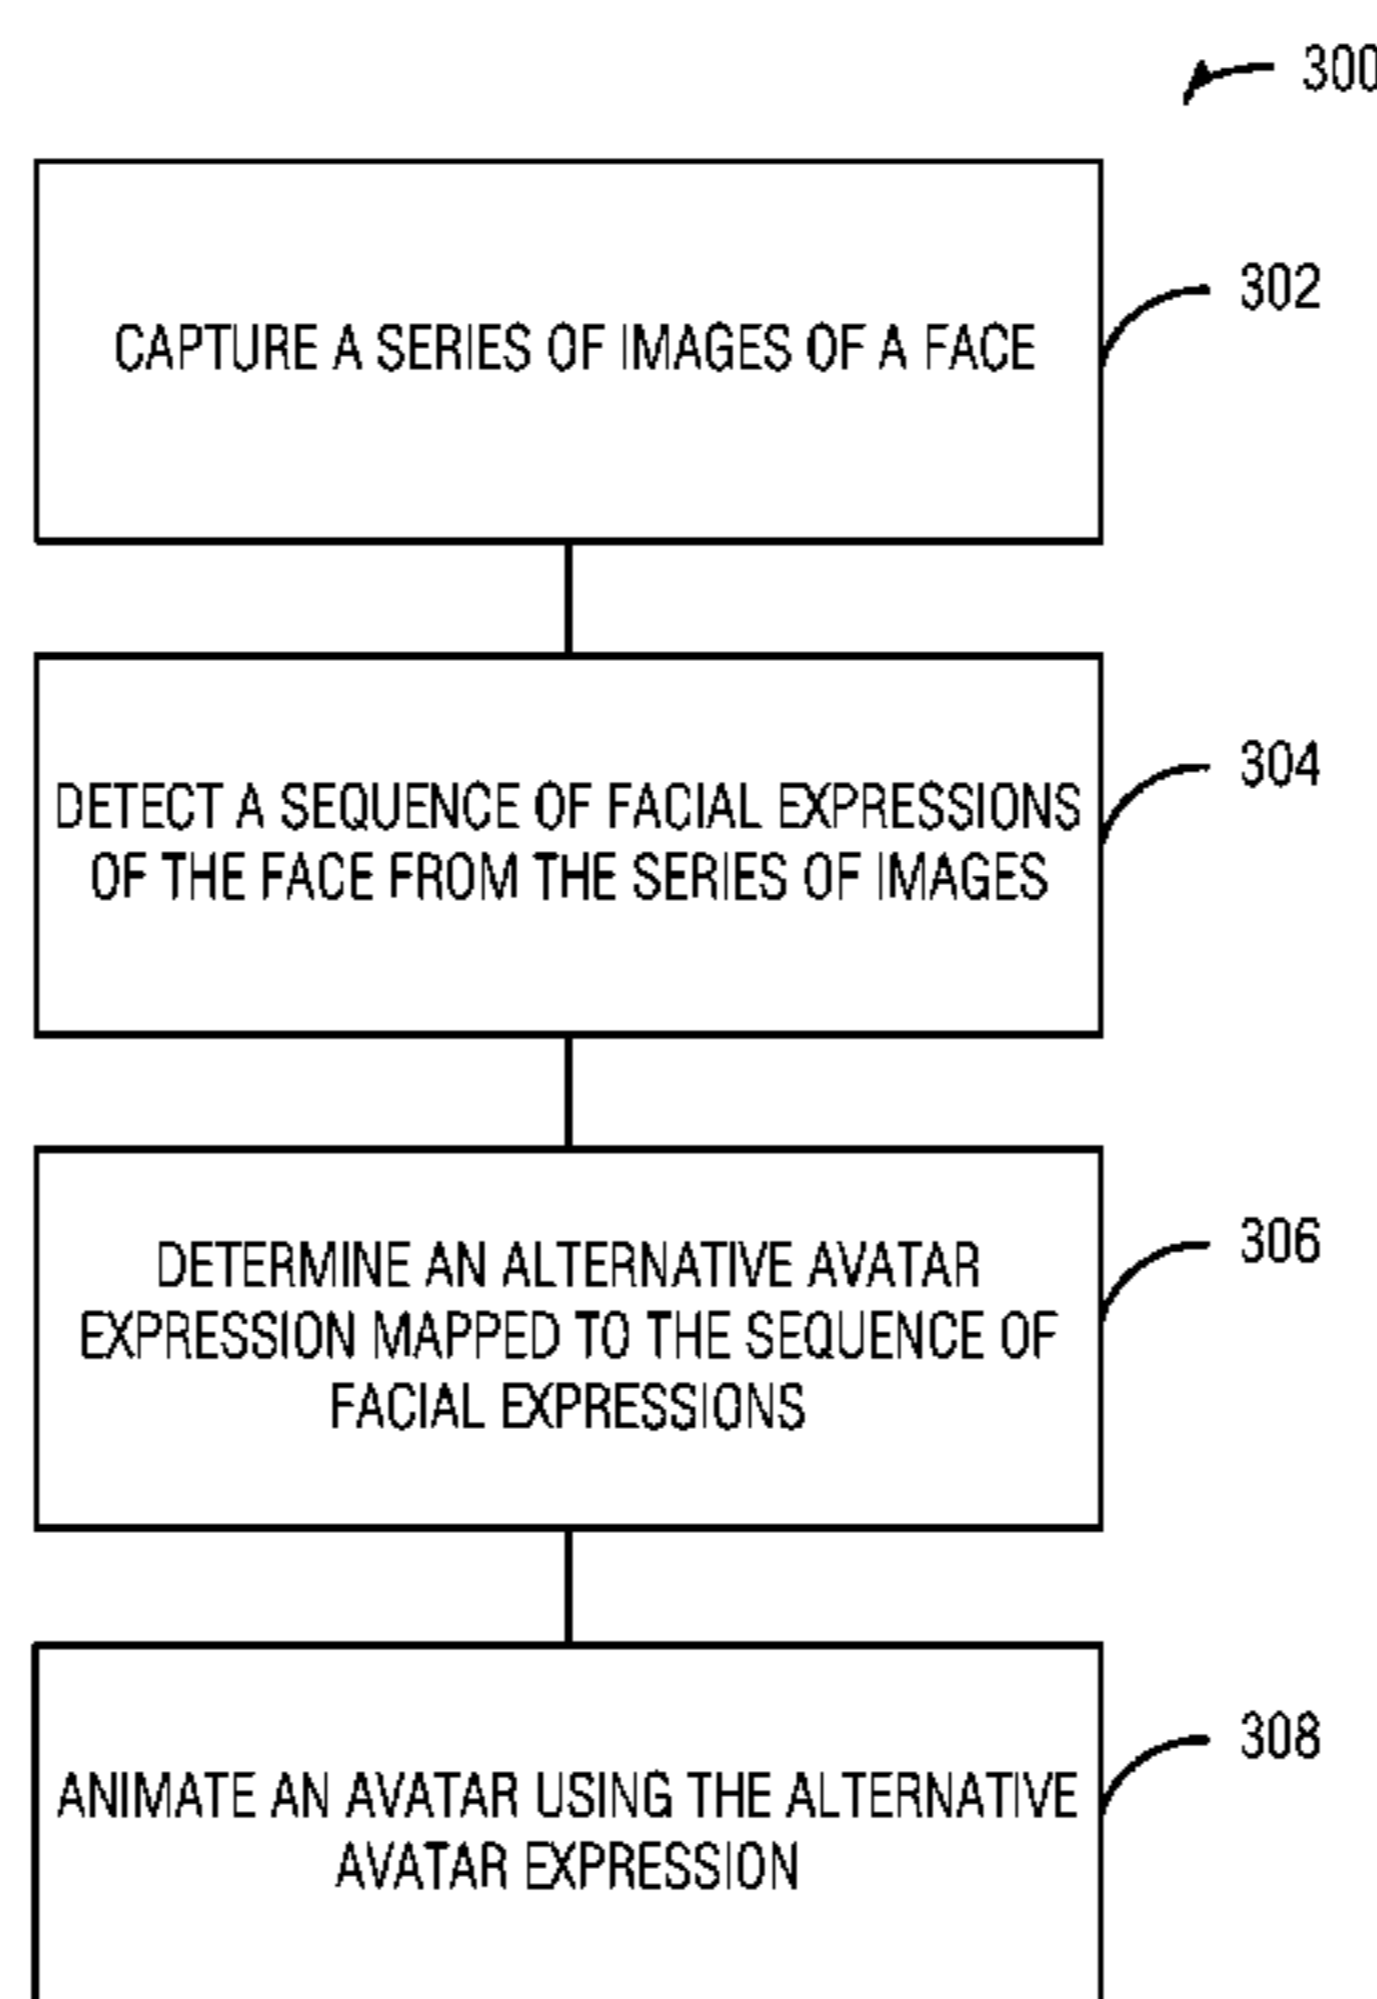 300
CAPTURE A SERIES OF IMAGES OF A FACE
302
DETECT A SEQUENCE OF FACIAL EXPRESSIONS
OF THE FACE FROM THE SERIES OF IMAGES
304
DETERMINE AN ALTERNATIVE AVATAR
EXPRESSION MAPPED TO THE SEQUENCE OF
FACIAL EXPRESSIONS
306
ANIMATE AN AVATAR USING THE ALTERNATIVE
AVATAR EXPRESSION
308